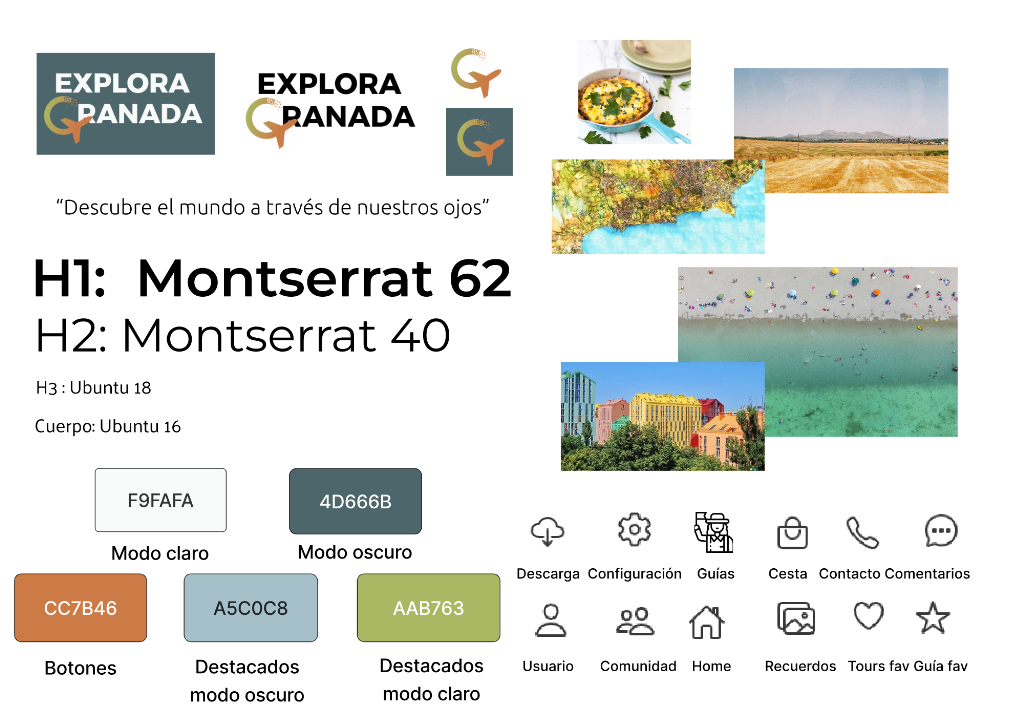 EXPLORA
GRANADA
EXPLORA
GRANADA
G
G
“Descubre el mundo a través de nuestros ojos”
H1: Montserrat 62
H2: Montserrat 40
H3 : Ubuntu 18
Cuerpo: Ubuntu 16
F9FAFA
4D666B
Modo claro
Modo oscuro
CC7B46
A5C0C8
AAB763
Botones
Destacados
modo oscuro
Destacados
modo claro
Descarga
Configuración
Guías
Cesta
Contacto
Comentarios
Usuario
Comunidad
Home
Recuerdos
Tours fav
Guía fav